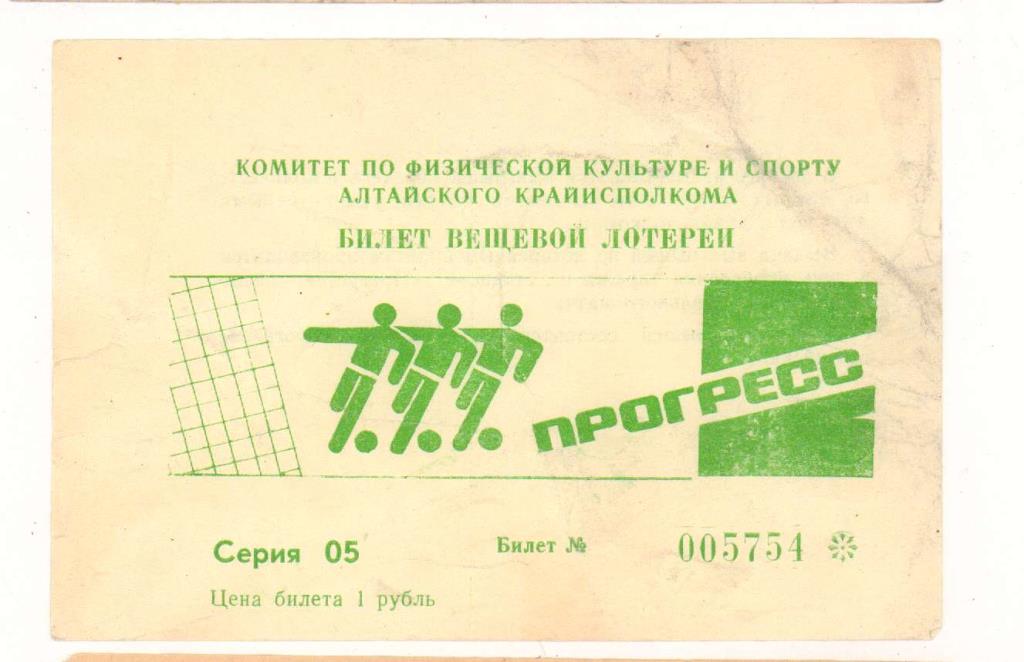 КОМИТЕТ ПО ФИЗИЧЕСКОЙ КУЛЬТУРЕ И СПОРТУ
АЛТАЙСКОГО КРАЙИСПОЛКОМА
БИЛЕТ ВЕЩЕВОЙ ЛОТЕРЕИ
ПРОГРЕСС
Серия 05 Билет № 005754
Цена билета 1 рубль